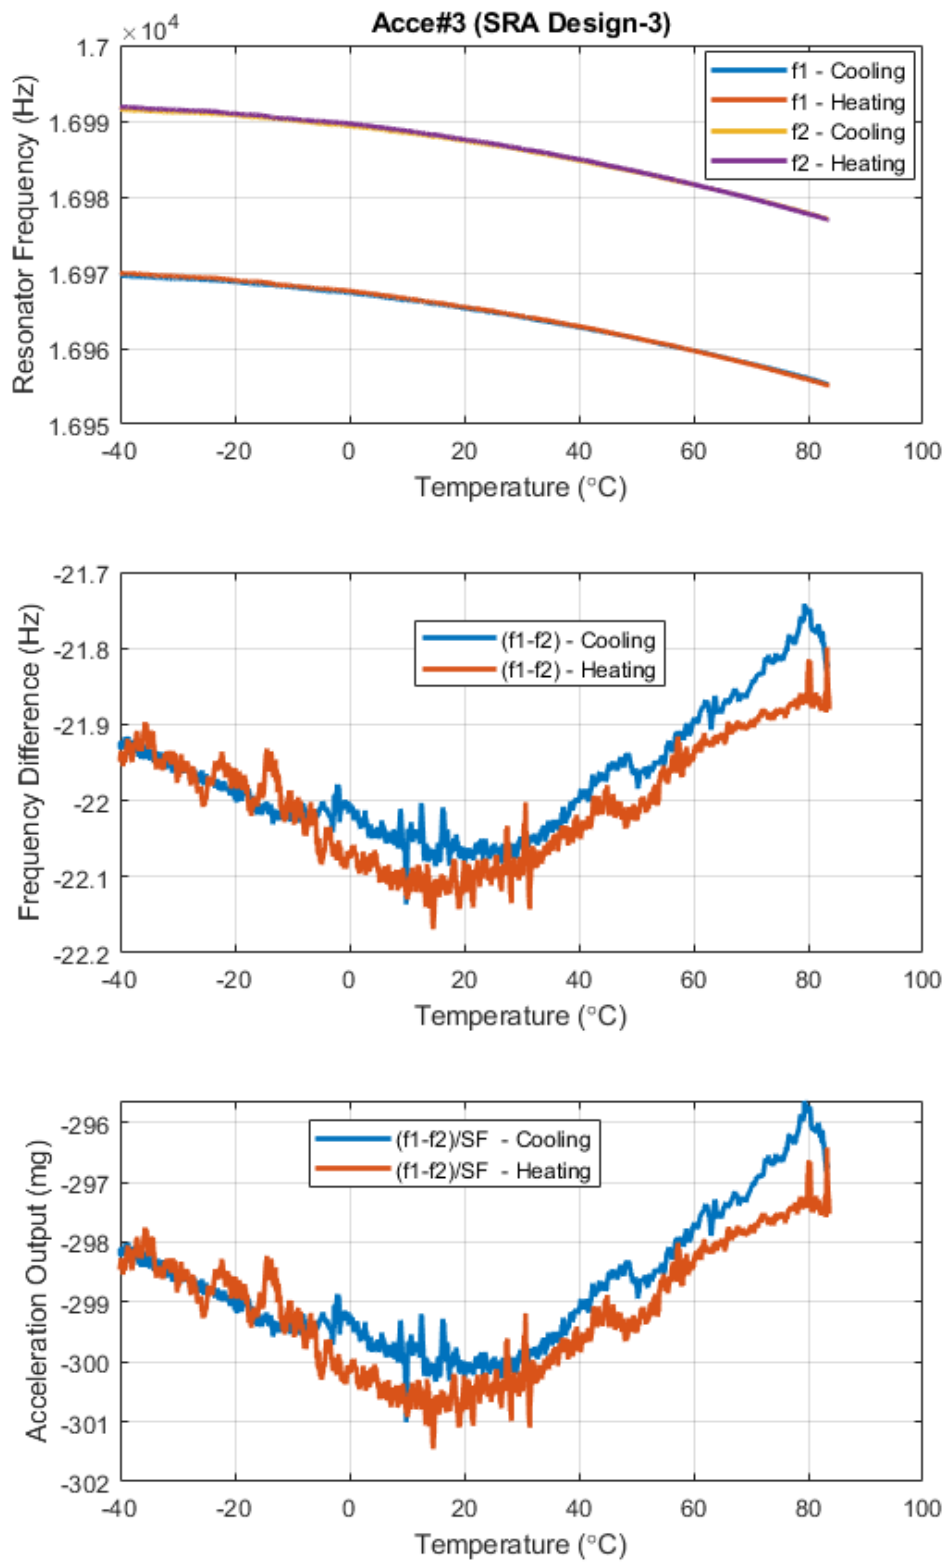 Acce#3 (SRA Design-3)
×10⁴
1.7
1.699
1.698
1.697
1.696
1.695
Resonator Frequency (Hz)
f1 - Cooling
f1 - Heating
f2 - Cooling
f2 - Heating
-40 -20 0 20 40 60 80 100
Temperature (°C)
-21.7
-21.8
-21.9
-22
-22.1
-22.2
Frequency Difference (Hz)
(f1-f2) - Cooling
(f1-f2) - Heating
-40 -20 0 20 40 60 80 100
Temperature (°C)
-296
-297
-298
-299
-300
-301
-302
Acceleration Output (mg)
(f1-f2)/SF - Cooling
(f1-f2)/SF - Heating
-40 -20 0 20 40 60 80 100
Temperature (°C)